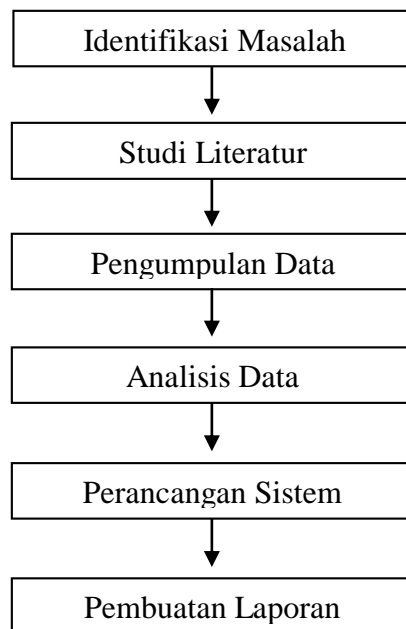 Identifikasi Masalah
Studi Literatur
Pengumpulan Data
Analisis Data
Perancangan Sistem
Pembuatan Laporan